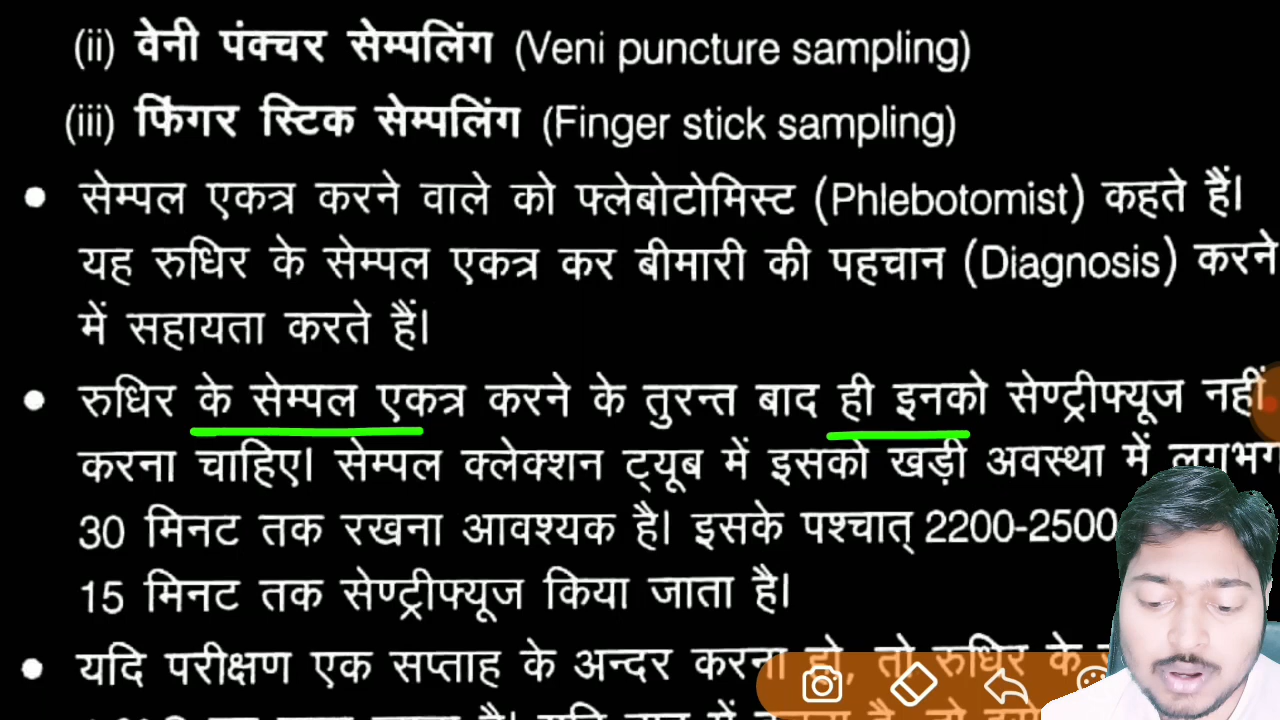 (ii) वेनी पंक्चर सेम्पलिंग (Veni puncture sampling)
(iii) फिंगर स्टिक सेम्पलिंग (Finger stick sampling)
• सेम्पल एकत्र करने वाले को फ्लेबोटोमिस्ट (Phlebotomist) कहते हैं।
यह रुधिर के सेम्पल एकत्र कर बीमारी की पहचान (Diagnosis) करने
में सहायता करते हैं।
• रुधिर के सेम्पल एकत्र करने के तुरन्त बाद ही इनको सेण्ट्रीफ्यूज नहीं
करना चाहिए। सेम्पल क्लेक्शन ट्यूब में इसको खड़ी अवस्था में लगभग
30 मिनट तक रखना आवश्यक है। इसके पश्चात् 2200-2500
15 मिनट तक सेण्ट्रीफ्यूज किया जाता है।
• यदि परीक्षण एक सप्ताह के अन्दर करना हो, तो रुधिर के